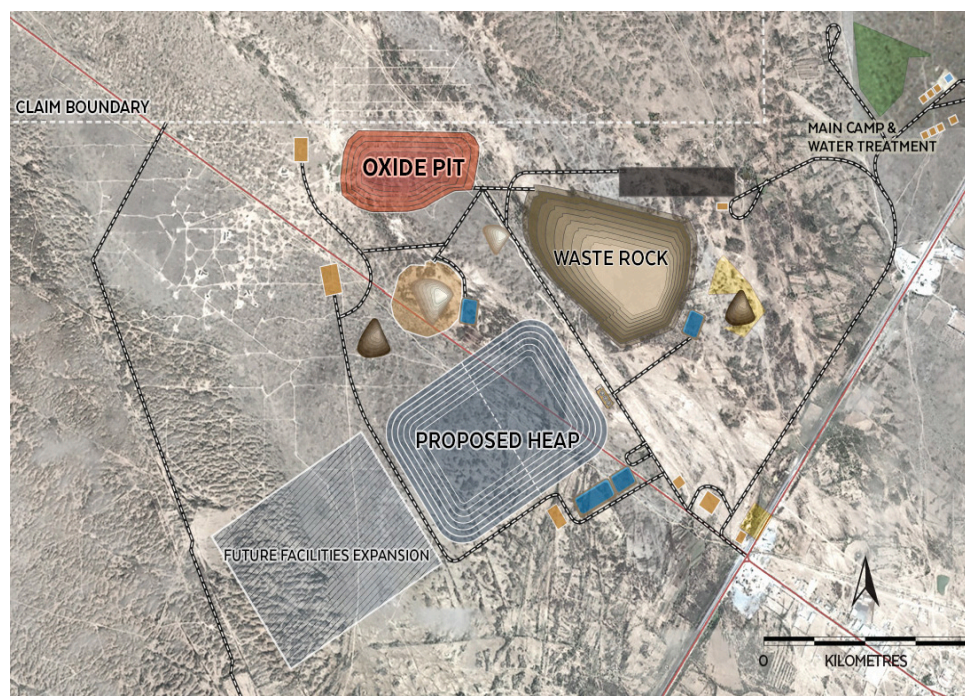 CLAIM BOUNDARY
OXIDE PIT
MAIN CAMP &
WATER TREATMENT
WASTE ROCK
PROPOSED HEAP
FUTURE FACILITIES EXPANSION
0
KILOMETRES